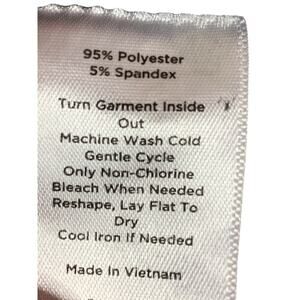 95% Polyester
5% Spandex
Turn Garment Inside
Out
Machine Wash Cold
Gentle Cycle
Only Non-Chlorine
Bleach When Needed
Reshape, Lay Flat To
Dry
Cool Iron If Needed
Made In Vietnam